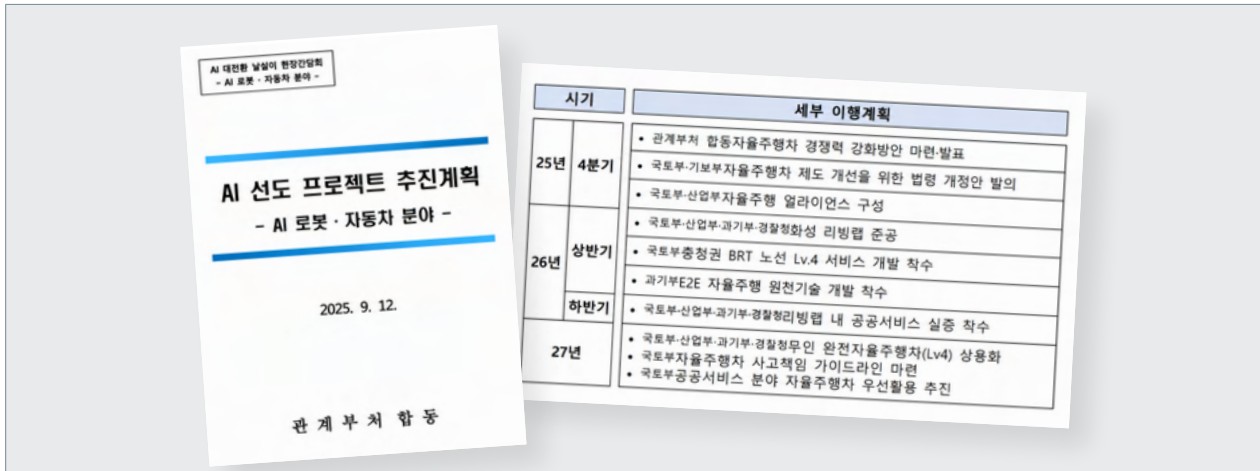 AI 대전환 날실이 현장간담회
- AI 로봇 · 자동차 분야 -
AI 선도 프로젝트 추진계획
- AI 로봇 · 자동차 분야 -
2025. 9. 12.
관계부처 합동
시기
세부 이행계획
25년
4분기
• 관계부처 합동자율주행차 경쟁력 강화방안 마련·발표
• 국토부·기보부자율주행차 제도 개선을 위한 법령 개정안 발의
• 국토부·산업부자율주행 얼라이언스 구성
26년
상반기
• 국토부·산업부·과기부·경찰청화성 리빙랩 준공
• 국토부충청권 BRT 노선 Lv.4 서비스 개발 착수
• 과기부E2E 자율주행 원천기술 개발 착수
하반기
• 국토부·산업부·과기부·경찰청리빙랩 내 공공서비스 실증 착수
27년
• 국토부·산업부·과기부·경찰청무인 완전자율주행차(Lv4) 상용화
• 국토부자율주행차 사고책임 가이드라인 마련
• 국토부공공서비스 분야 자율주행차 우선활용 추진